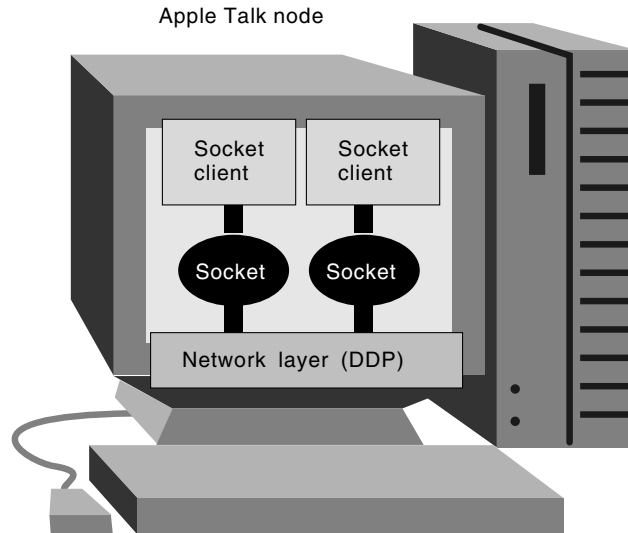 Apple Talk node
Socket
client
Socket
client
Socket
Socket
Network layer (DDP)